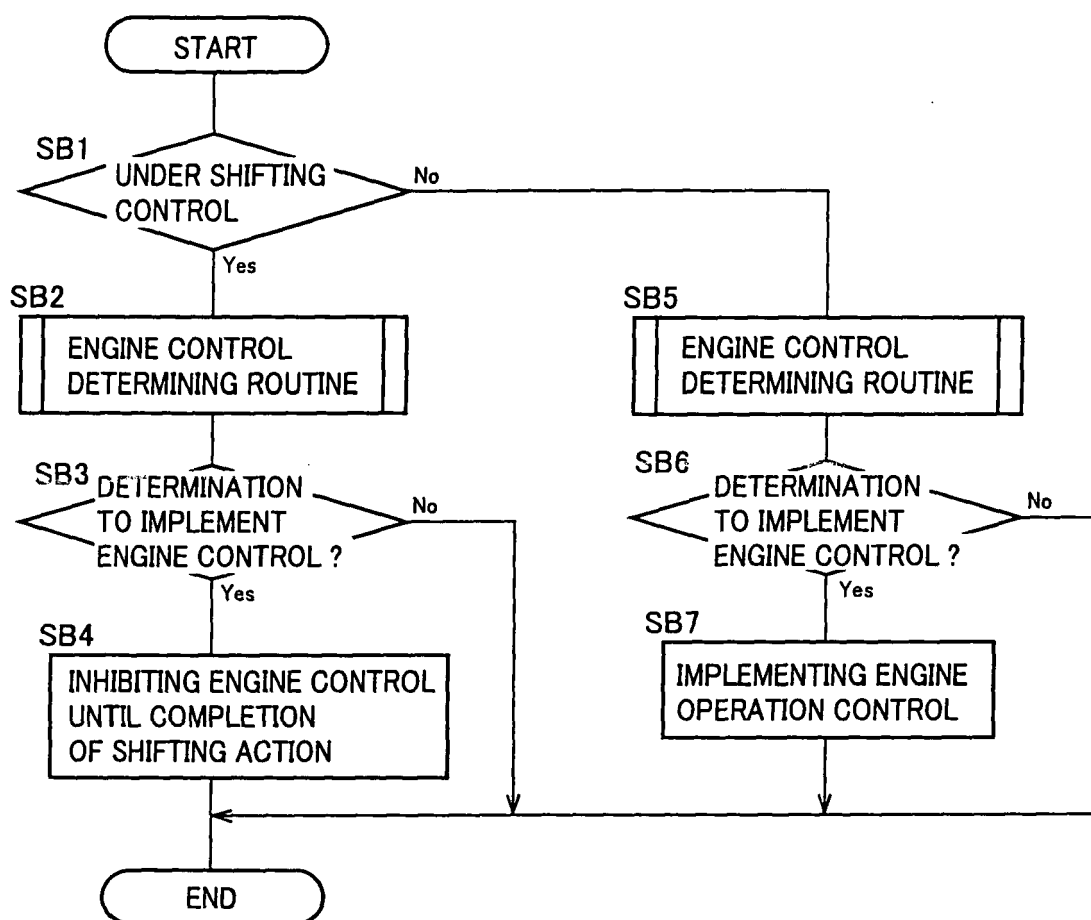 START
SB1
UNDER SHIFTING
CONTROL
No
Yes
SB2
ENGINE CONTROL
DETERMINING ROUTINE
SB3
DETERMINATION
TO IMPLEMENT
ENGINE CONTROL ?
No
Yes
SB4
INHIBITING ENGINE CONTROL
UNTIL COMPLETION
OF SHIFTING ACTION
SB5
ENGINE CONTROL
DETERMINING ROUTINE
SB6
DETERMINATION
TO IMPLEMENT
ENGINE CONTROL ?
No
Yes
SB7
IMPLEMENTING ENGINE
OPERATION CONTROL
END